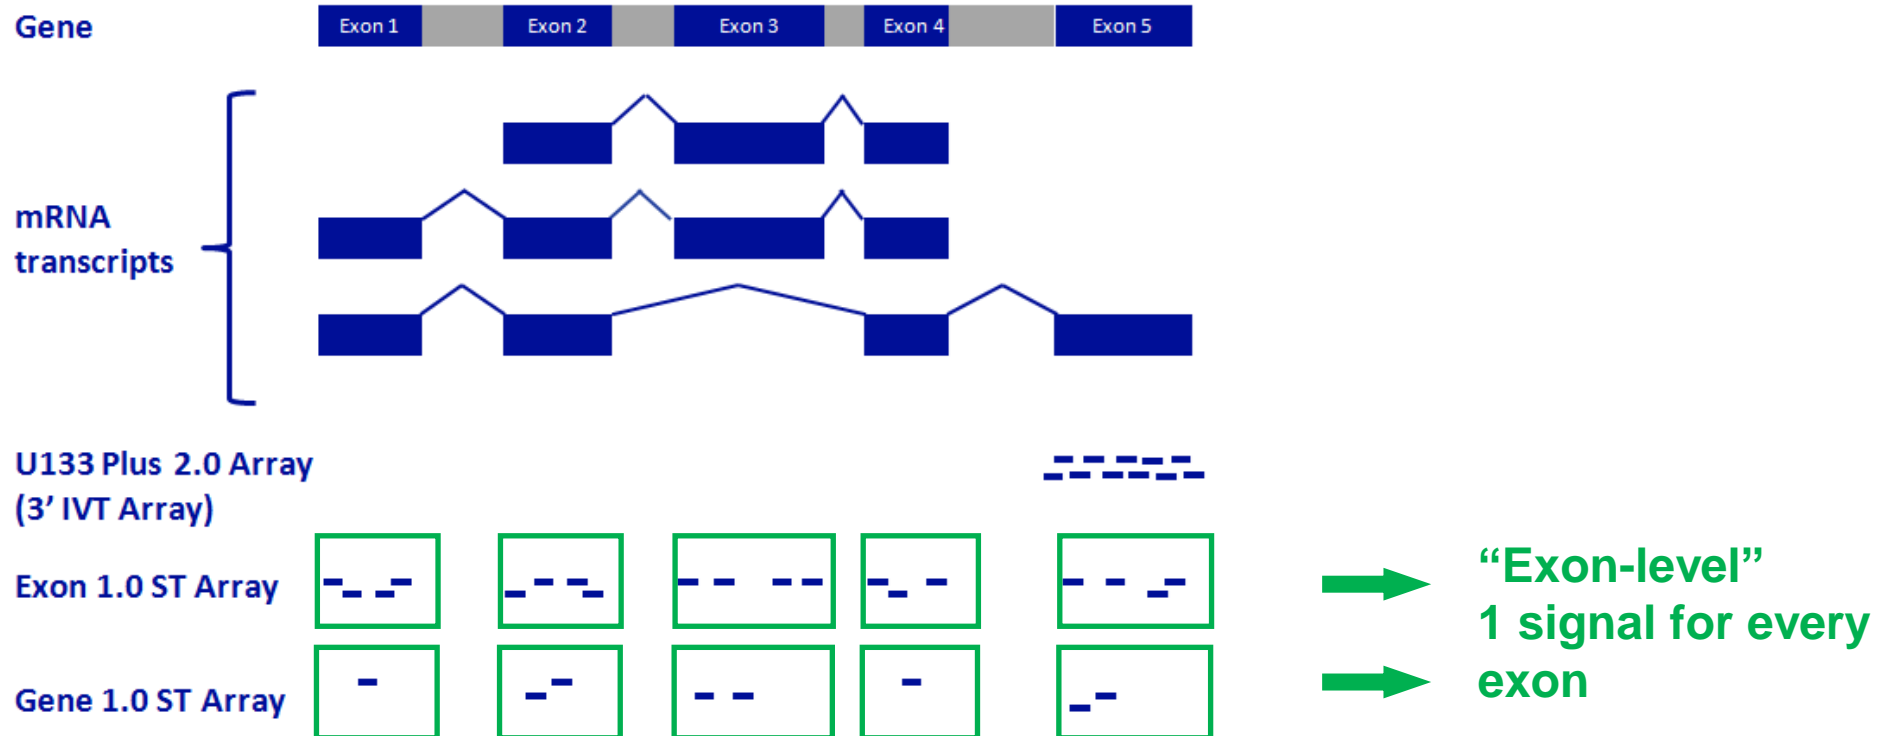 Gene
Exon 1 Exon 2 Exon 3 Exon 4 Exon 5
mRNA
transcripts
U133 Plus 2.0 Array
(3’ IVT Array)
Exon 1.0 ST Array
Gene 1.0 ST Array
“Exon-level”
1 signal for every
exon